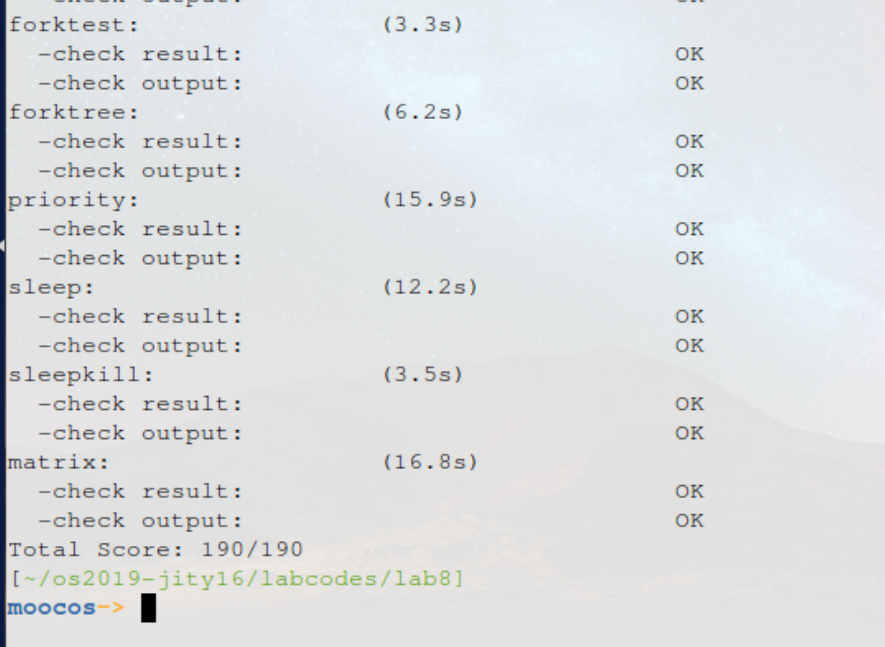 forktest: (3.3s)
-check result: OK
-check output: OK
forktree: (6.2s)
-check result: OK
-check output: OK
priority: (15.9s)
-check result: OK
-check output: OK
sleep: (12.2s)
-check result: OK
-check output: OK
sleepkill: (3.5s)
-check result: OK
-check output: OK
matrix: (16.8s)
-check result: OK
-check output: OK
Total Score: 190/190
[~/os2019-jity16/labcodes/lab8]
moocos->